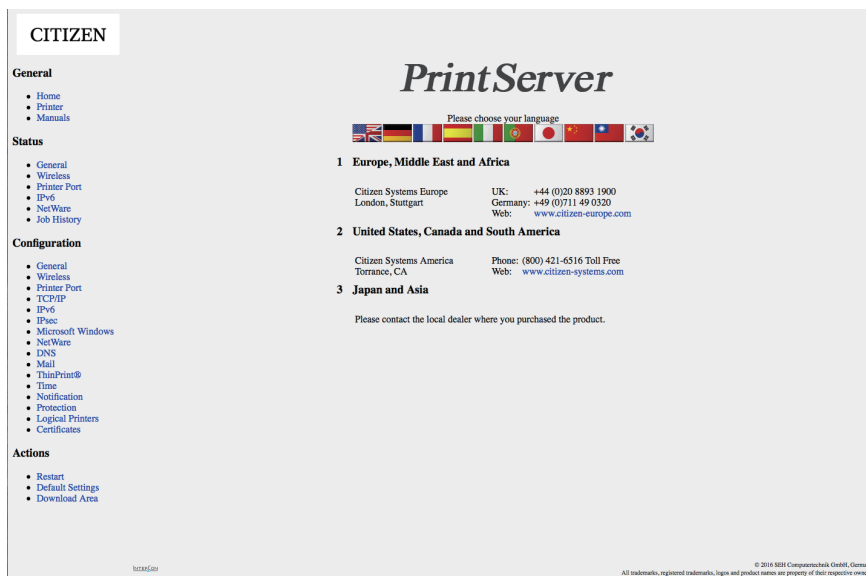 CITIZEN
General
Home
Printer
Manuals
Status
General
Wireless
Printer Port
IPv6
NetWare
Job History
Configuration
General
Wireless
Printer Port
TCP/IP
IPv6
IPsec
Microsoft Windows
NetWare
DNS
Mail
ThinPrint®
Time
Notification
Protection
Logical Printers
Certificates
Actions
Restart
Default Settings
Download Area
INTERCON
PrintServer
Please choose your language
1 Europe, Middle East and Africa
Citizen Systems Europe UK: +44 (0)20 8893 1900
London, Stuttgart Germany: +49 (0)711 49 0320
Web: www.citizen-europe.com
2 United States, Canada and South America
Citizen Systems America Phone: (800) 421-6516 Toll Free
Torrance, CA Web: www.citizen-systems.com
3 Japan and Asia
Please contact the local dealer where you purchased the product.
© 2016 SEH Computertechnik GmbH, Germa
All trademarks, registered trademarks, logos and product names are property of their respective owne